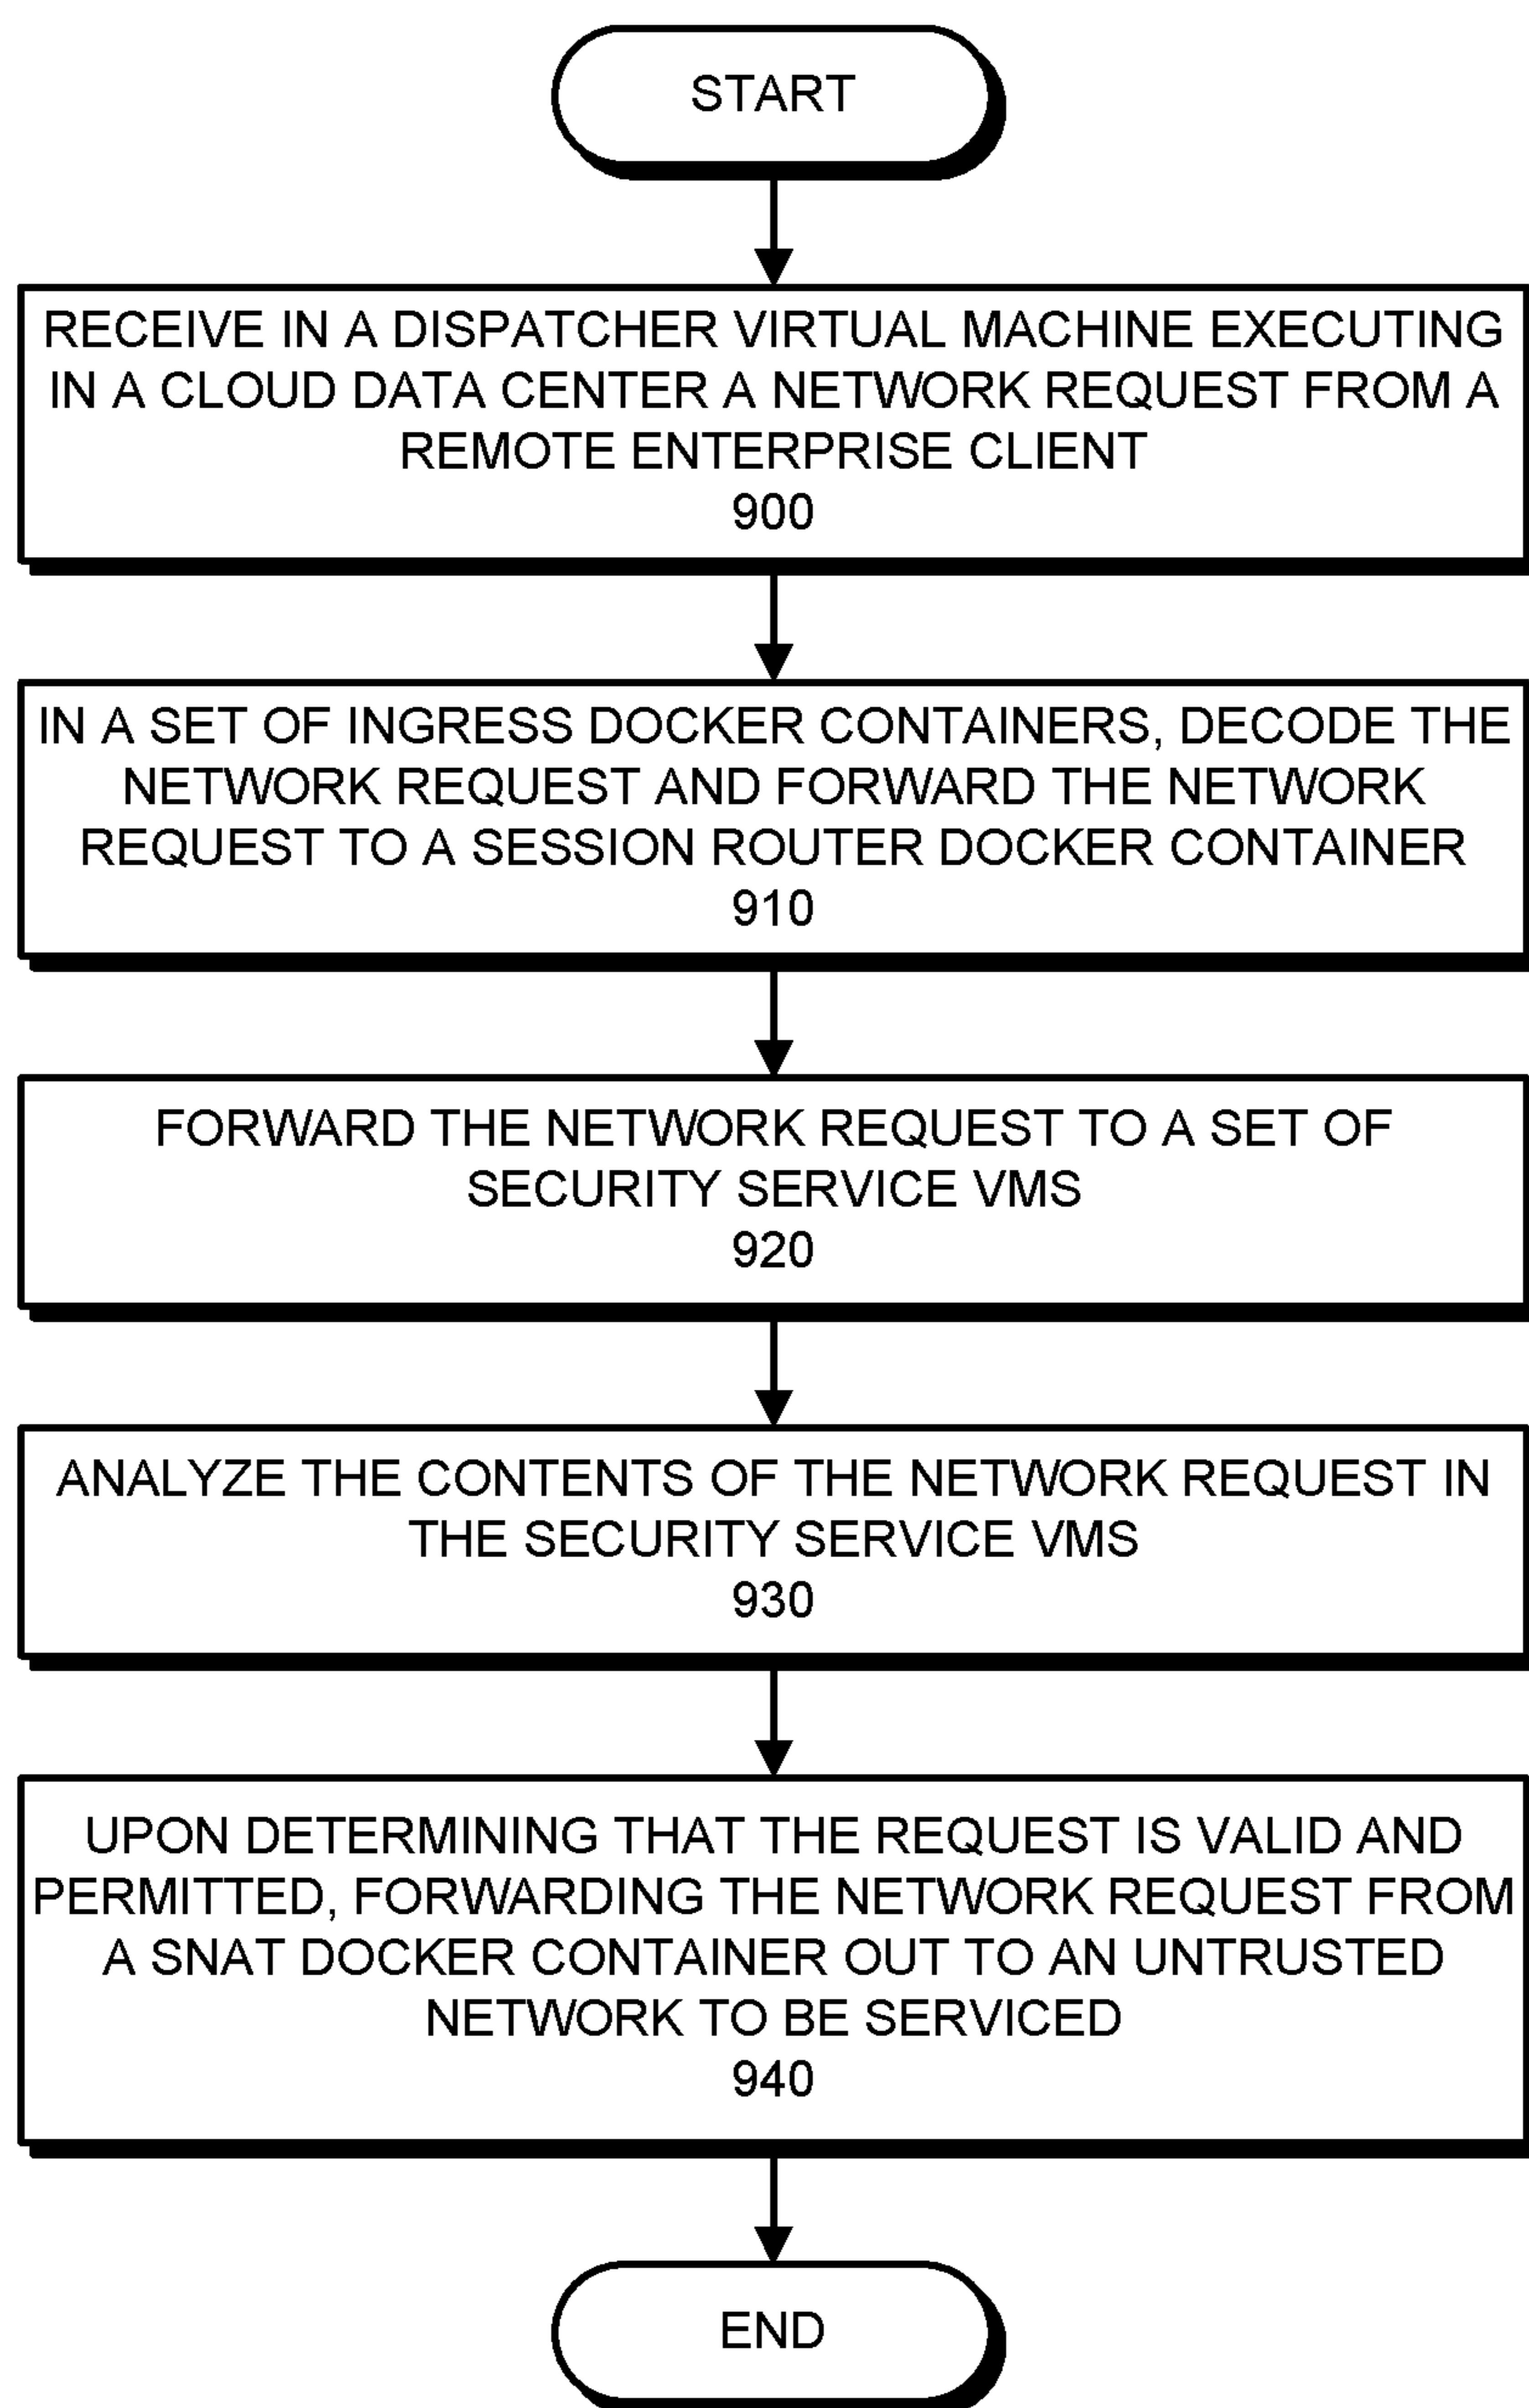 START
RECEIVE IN A DISPATCHER VIRTUAL MACHINE EXECUTING
IN A CLOUD DATA CENTER A NETWORK REQUEST FROM A
REMOTE ENTERPRISE CLIENT
900
IN A SET OF INGRESS DOCKER CONTAINERS, DECODE THE
NETWORK REQUEST AND FORWARD THE NETWORK
REQUEST TO A SESSION ROUTER DOCKER CONTAINER
910
FORWARD THE NETWORK REQUEST TO A SET OF
SECURITY SERVICE VMS
920
ANALYZE THE CONTENTS OF THE NETWORK REQUEST IN
THE SECURITY SERVICE VMS
930
UPON DETERMINING THAT THE REQUEST IS VALID AND
PERMITTED, FORWARDING THE NETWORK REQUEST FROM
A SNAT DOCKER CONTAINER OUT TO AN UNTRUSTED
NETWORK TO BE SERVICED
940
END